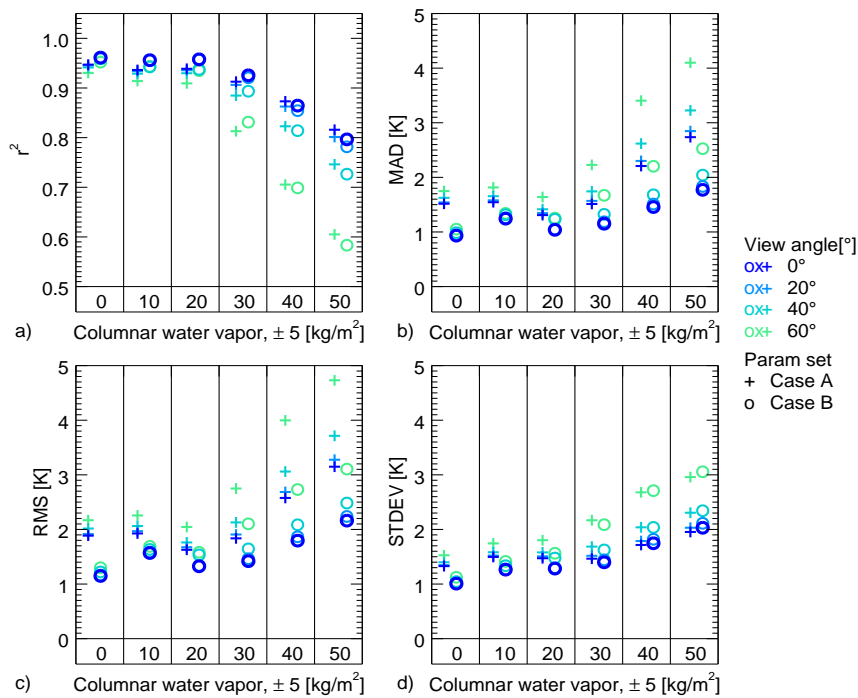 1.0
0.9
0.8
0.7
0.6
0.5
r²
0 10 20 30 40 50
a) Columnar water vapor, ± 5 [kg/m²]
5
4
3
2
1
0
MAD [K]
0 10 20 30 40 50
b) Columnar water vapor, ± 5 [kg/m²]
View angle[°]
ox+ 0°
ox+ 20°
ox+ 40°
ox+ 60°
Param set
+ Case A
o Case B
5
4
3
2
1
0
RMS [K]
0 10 20 30 40 50
c) Columnar water vapor, ± 5 [kg/m²]
5
4
3
2
1
0
STDEV [K]
0 10 20 30 40 50
d) Columnar water vapor, ± 5 [kg/m²]